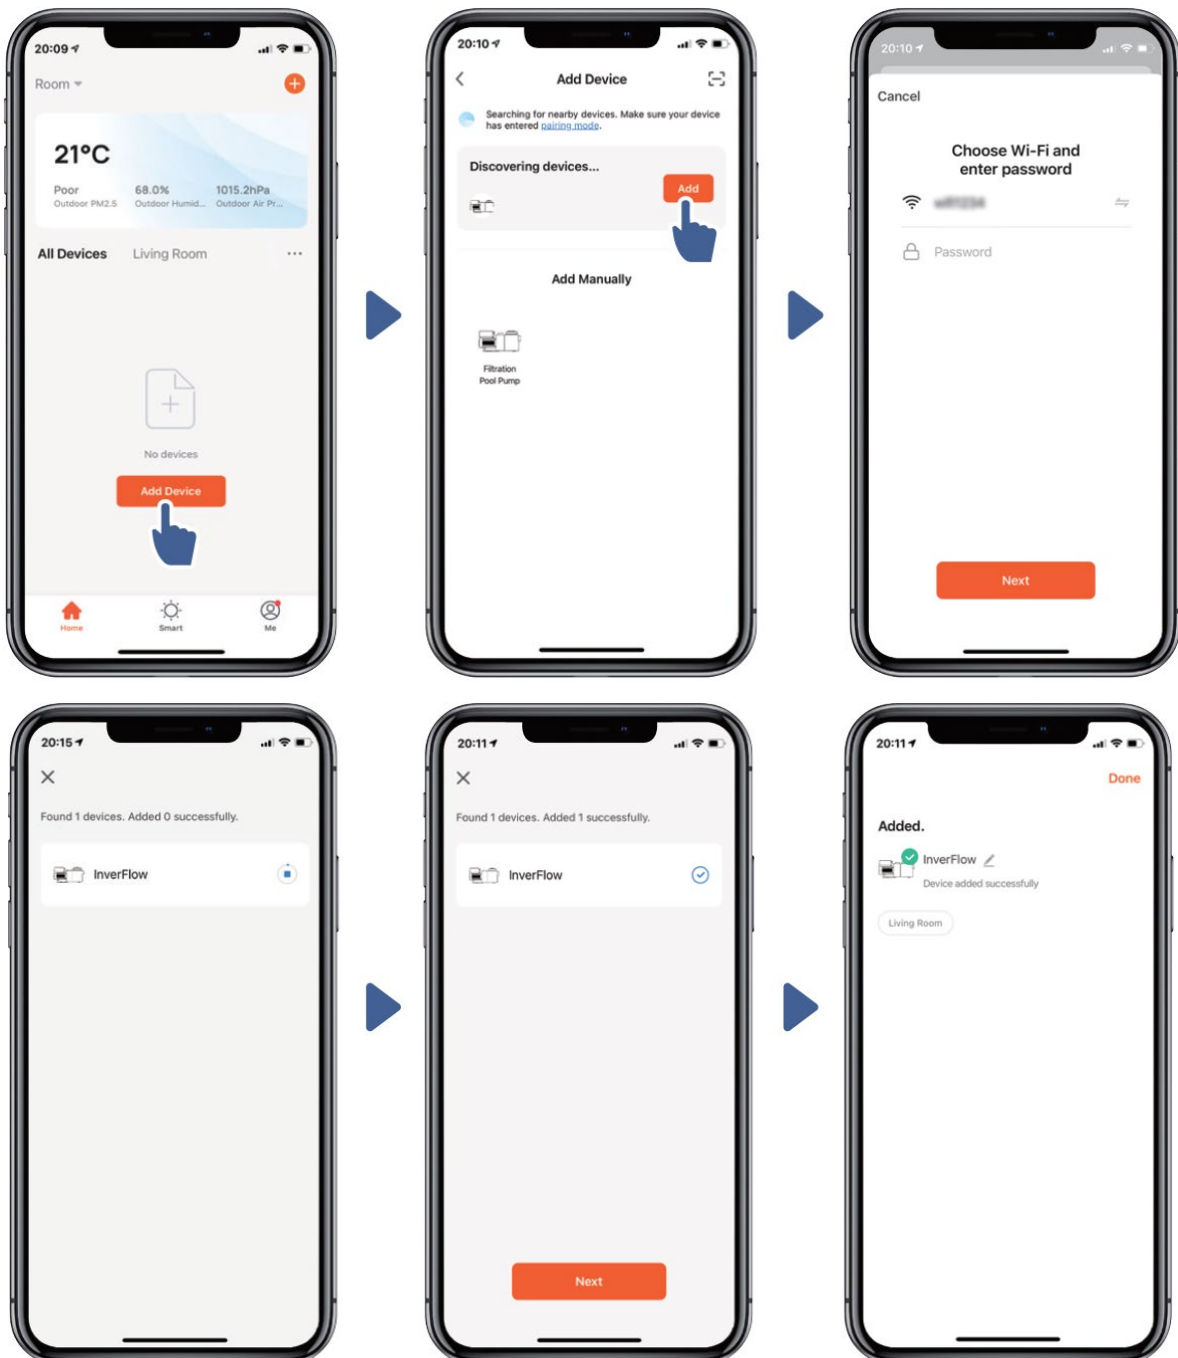 20:09
Room
21°C
Poor
68.0%
1015.2hPa
Outdoor PM2.5
Outdoor Humid...
Outdoor Air Pr...
All Devices
Living Room
No devices
Add Device
Home
Smart
Me
20:10
Add Device
Searching for nearby devices. Make sure your device
has entered pairing mode.
Discovering devices...
Add
Add Manually
Filtration
Pool Pump
20:10
Cancel
Choose Wi-Fi and
enter password
Password
Next
20:15
Found 1 devices. Added 0 successfully.
InverFlow
20:11
Found 1 devices. Added 1 successfully.
InverFlow
Next
20:11
Done
Added.
InverFlow
Device added successfully
Living Room